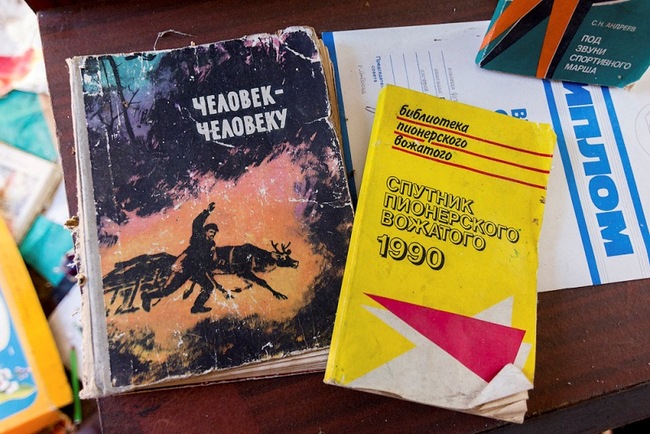 ЧЕЛОВЕК-
ЧЕЛОВЕКУ
библиотека
пионерского
вожатого
СПУТНИК
ПИОНЕРСКОГО
ВОЖАТОГО
1990
С.Н. АНДРЕЕВ
ПОД
ЗВУКИ
СПОРТИВНОГО
МАРША
ИПЛОМ